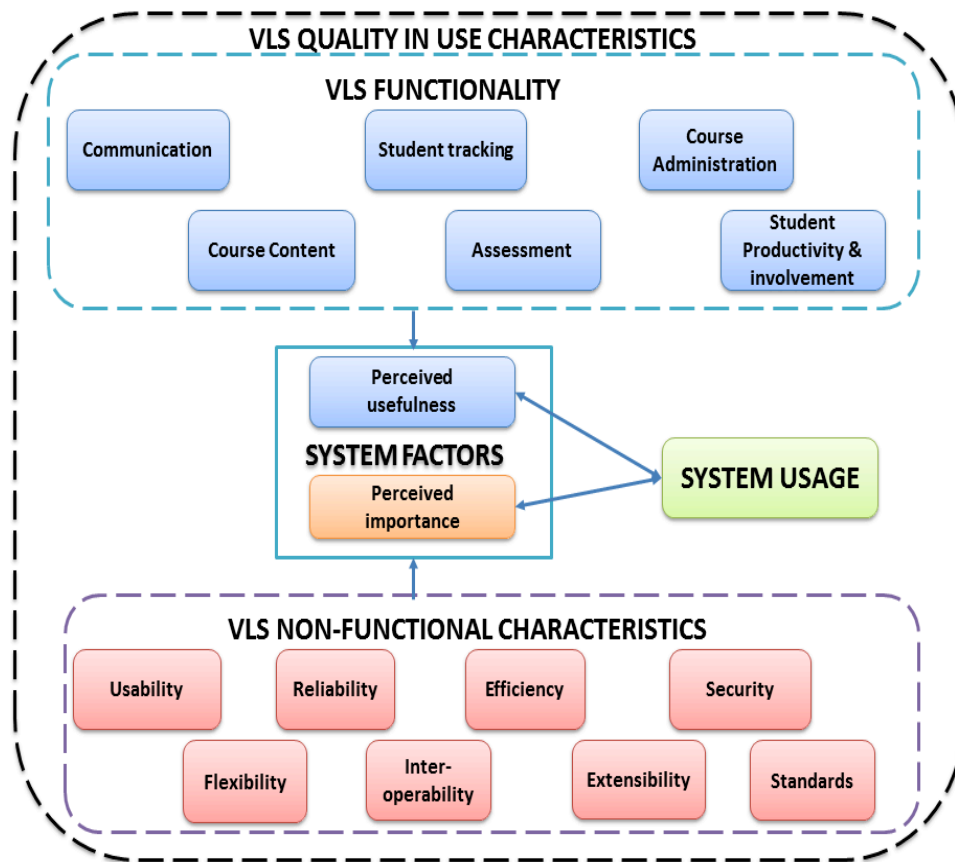 VLS QUALITY IN USE CHARACTERISTICS
VLS FUNCTIONALITY
Communication
Student tracking
Course
Administration
Course Content
Assessment
Student
Productivity &
involvement
Perceived
usefulness
SYSTEM FACTORS
Perceived
importance
SYSTEM USAGE
VLS NON-FUNCTIONAL CHARACTERISTICS
Usability
Reliability
Efficiency
Security
Flexibility
Inter-
operability
Extensibility
Standards